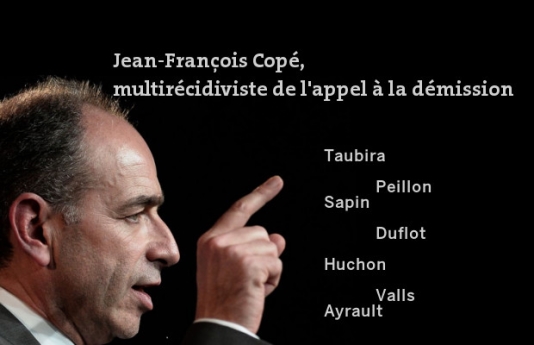 Jean-François Copé,
multirécidiviste de l'appel à la démission
Taubira
Peillon
Sapin
Duflot
Huchon
Valls
Ayrault